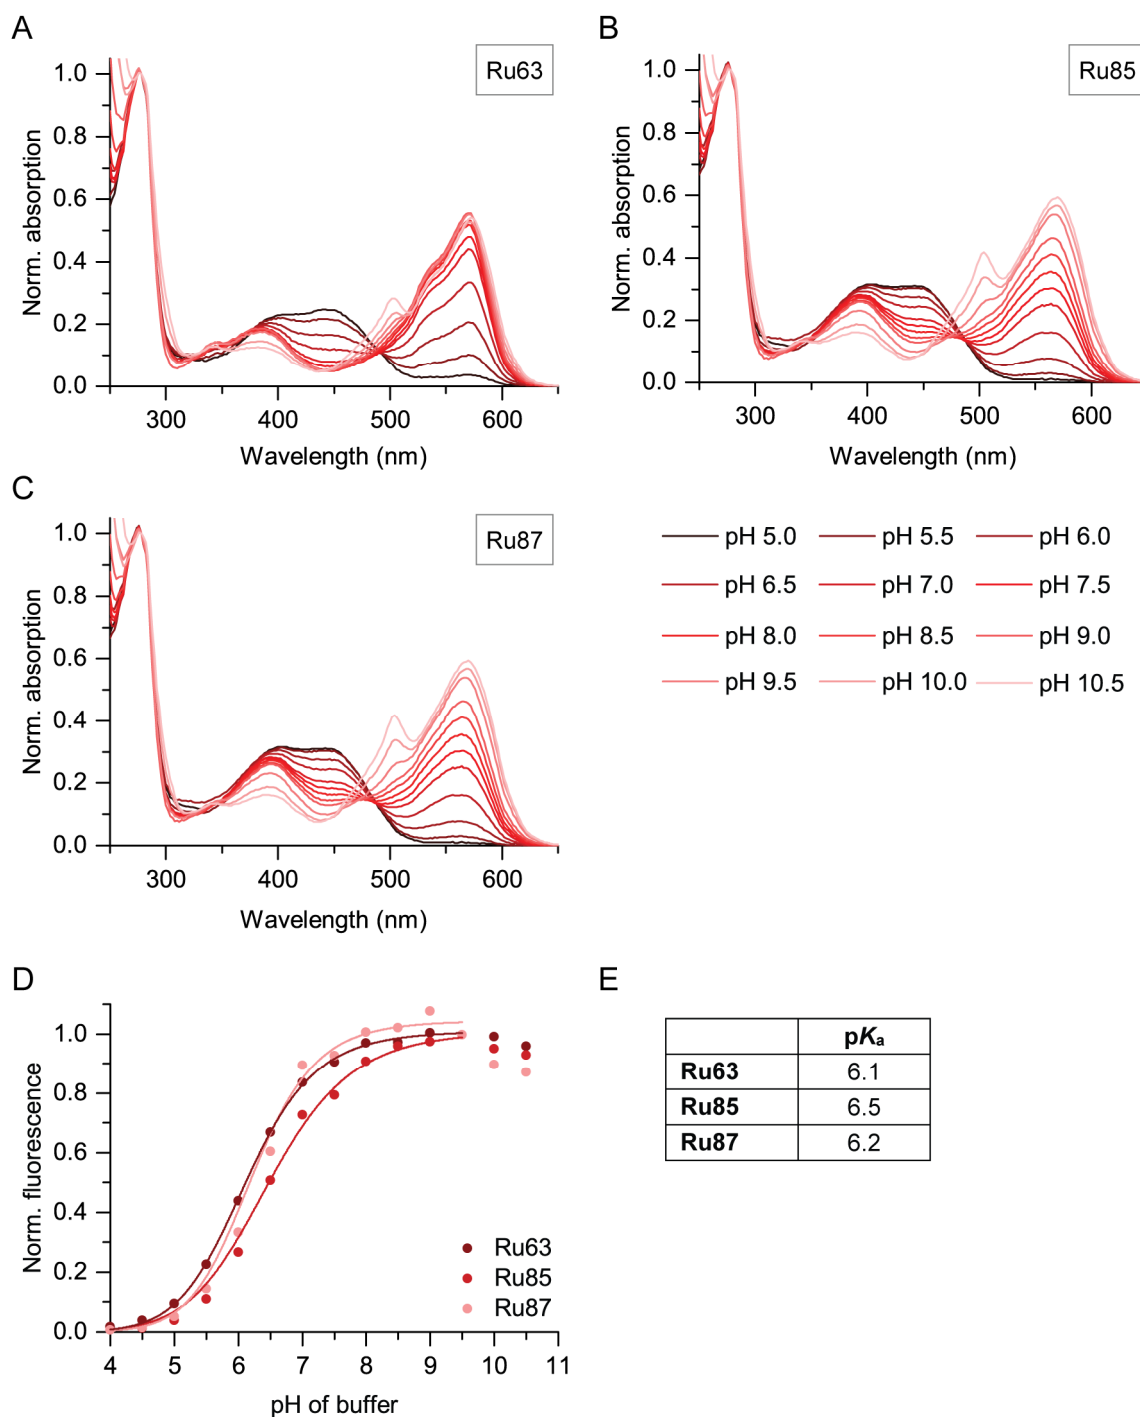 A
Ru63
Norm. absorption
1.0
0.8
0.6
0.4
0.2
0.0
300 400 500 600
Wavelength (nm)
B
Ru85
Norm. absorption
1.0
0.8
0.6
0.4
0.2
0.0
300 400 500 600
Wavelength (nm)
C
Ru87
Norm. absorption
1.0
0.8
0.6
0.4
0.2
0.0
300 400 500 600
Wavelength (nm)
pH 5.0 pH 5.5 pH 6.0
pH 6.5 pH 7.0 pH 7.5
pH 8.0 pH 8.5 pH 9.0
pH 9.5 pH 10.0 pH 10.5
D
Norm. fluorescence
1.0
0.8
0.6
0.4
0.2
0.0
Ru63
Ru85
Ru87
4 5 6 7 8 9 10 11
pH of buffer
E
pKa
Ru63 6.1
Ru85 6.5
Ru87 6.2